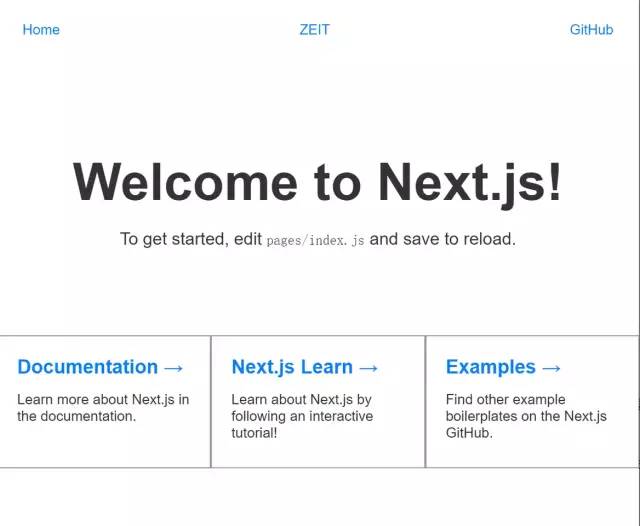 Home ZEIT GitHub
Welcome to Next.js!
To get started, edit pages/index.js and save to reload.
Documentation →
Learn more about Next.js in
the documentation.
Next.js Learn →
Learn about Next.js by
following an interactive
tutorial!
Examples →
Find other example
boilerplates on the Next.js
GitHub.